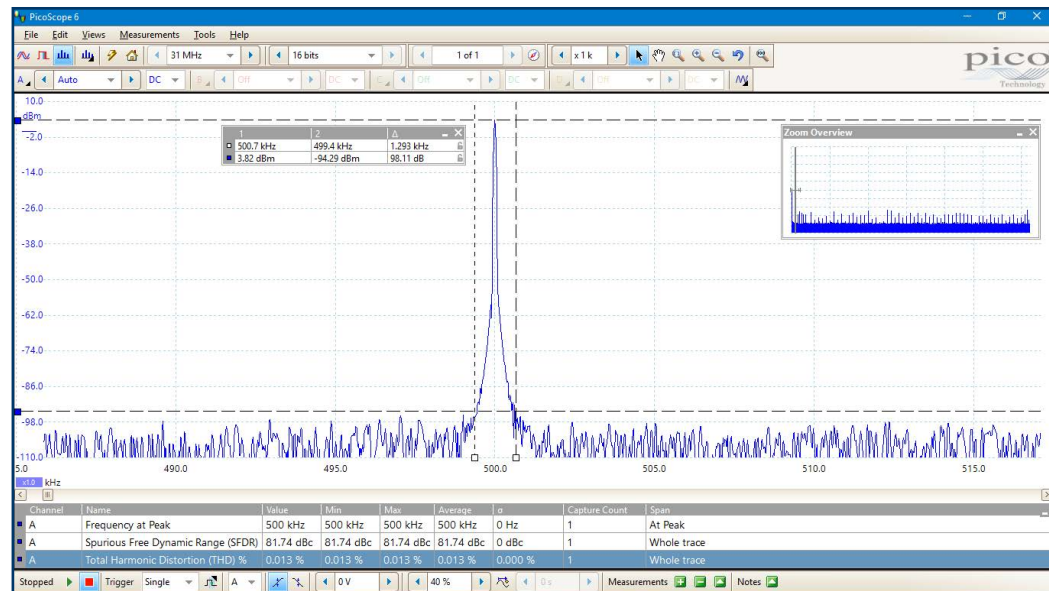 PicoScope 6
File Edit Views Measurements Tools Help
31 MHz 16 bits 1 of 1 x 1 k
pico
Technology
A Auto DC B Off DC C Off DC D Off DC
10.0
dBm
-2.0
-14.0
-26.0
-38.0
-50.0
-62.0
-74.0
-86.0
-98.0
-110.0
1 2 Δ
500.7 kHz 499.4 kHz 1.293 kHz
3.82 dBm -94.29 dBm 98.11 dB
Zoom Overview
5.0 490.0 495.0 500.0 505.0 510.0 515.0
x1.0 kHz
Channel Name Value Min Max Average σ Capture Count Span
A Frequency at Peak 500 kHz 500 kHz 500 kHz 500 kHz 0 Hz 1 At Peak
A Spurious Free Dynamic Range (SFDR) 81.74 dBc 81.74 dBc 81.74 dBc 81.74 dBc 0 dBc 1 Whole trace
A Total Harmonic Distortion (THD) % 0.013 % 0.013 % 0.013 % 0.013 % 0.000 % 1 Whole trace
Stopped Trigger Single A 0 V 40 % 0 s Measurements Notes